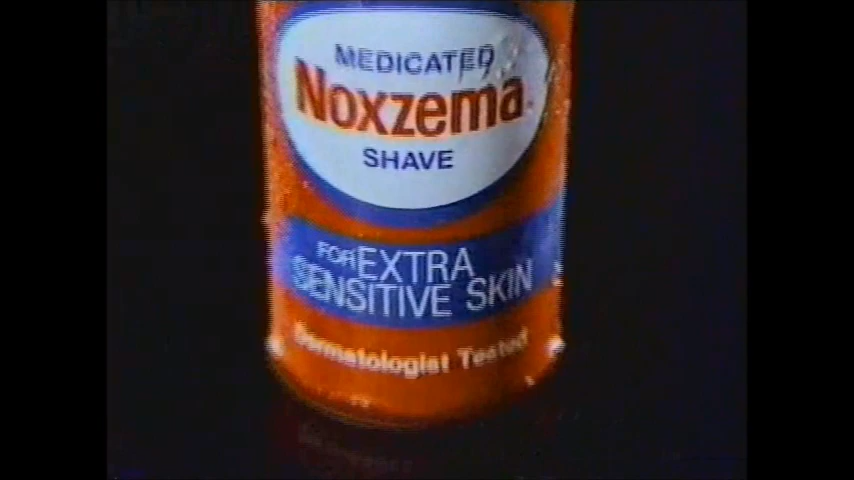 MEDICATED
Noxzema
SHAVE
FOR EXTRA
SENSITIVE SKIN
Dermatologist Tested